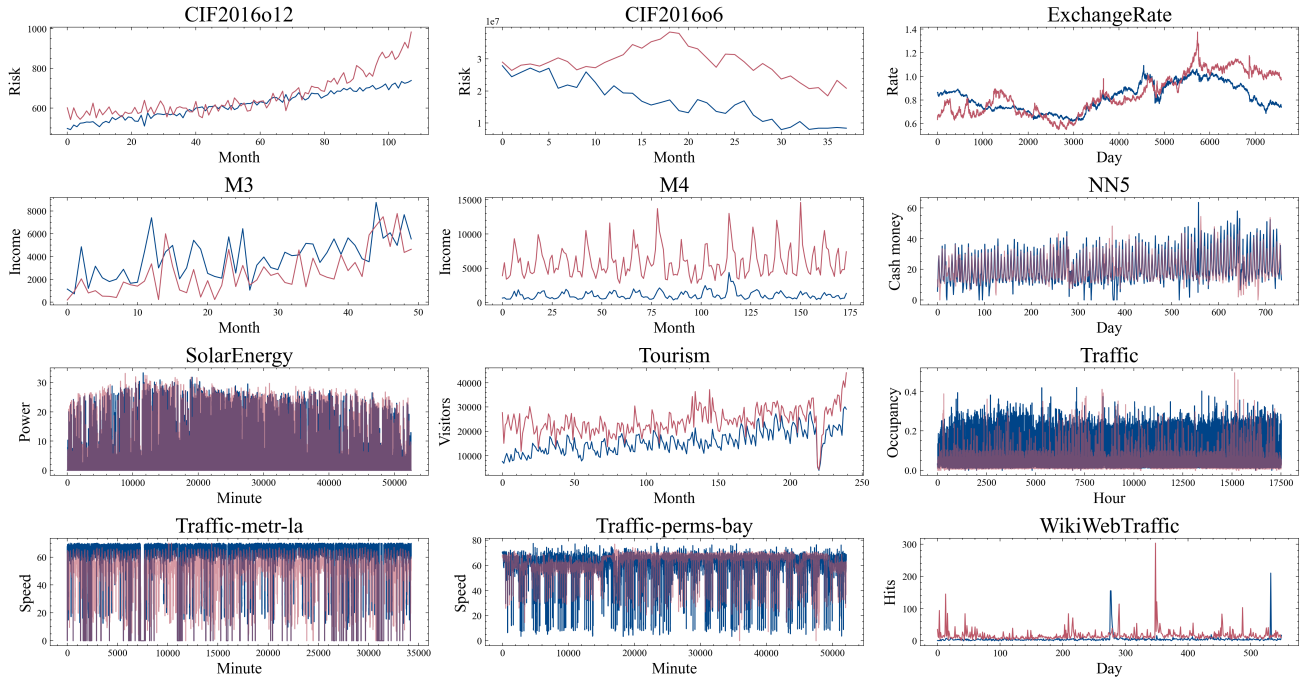 CIF2016o12
CIF2016o6
ExchangeRate
1000
800
600
Risk
0 20 40 60 80 100
Month
1e7
3
2
1
Risk
0 5 10 15 20 25 30 35
Month
1.4
1.2
1.0
0.8
0.6
Rate
0 1000 2000 3000 4000 5000 6000 7000
Day
M3
M4
NN5
8000
6000
4000
2000
0
Income
0 10 20 30 40 50
Month
15000
10000
5000
0
Income
0 25 50 75 100 125 150 175
Month
60
40
20
0
Cash money
0 100 200 300 400 500 600 700
Day
SolarEnergy
Tourism
Traffic
30
20
10
0
Power
0 10000 20000 30000 40000 50000
Minute
40000
30000
20000
10000
Visitors
0 50 100 150 200 250
Month
0.4
0.2
0.0
Occupancy
0 2500 5000 7500 10000 12500 15000 17500
Hour
Traffic-metr-la
Traffic-perms-bay
WikiWebTraffic
60
40
20
0
Speed
0 5000 10000 15000 20000 25000 30000 35000
Minute
80
60
40
20
0
Speed
0 10000 20000 30000 40000 50000
Minute
300
200
100
0
Hits
0 100 200 300 400 500
Day